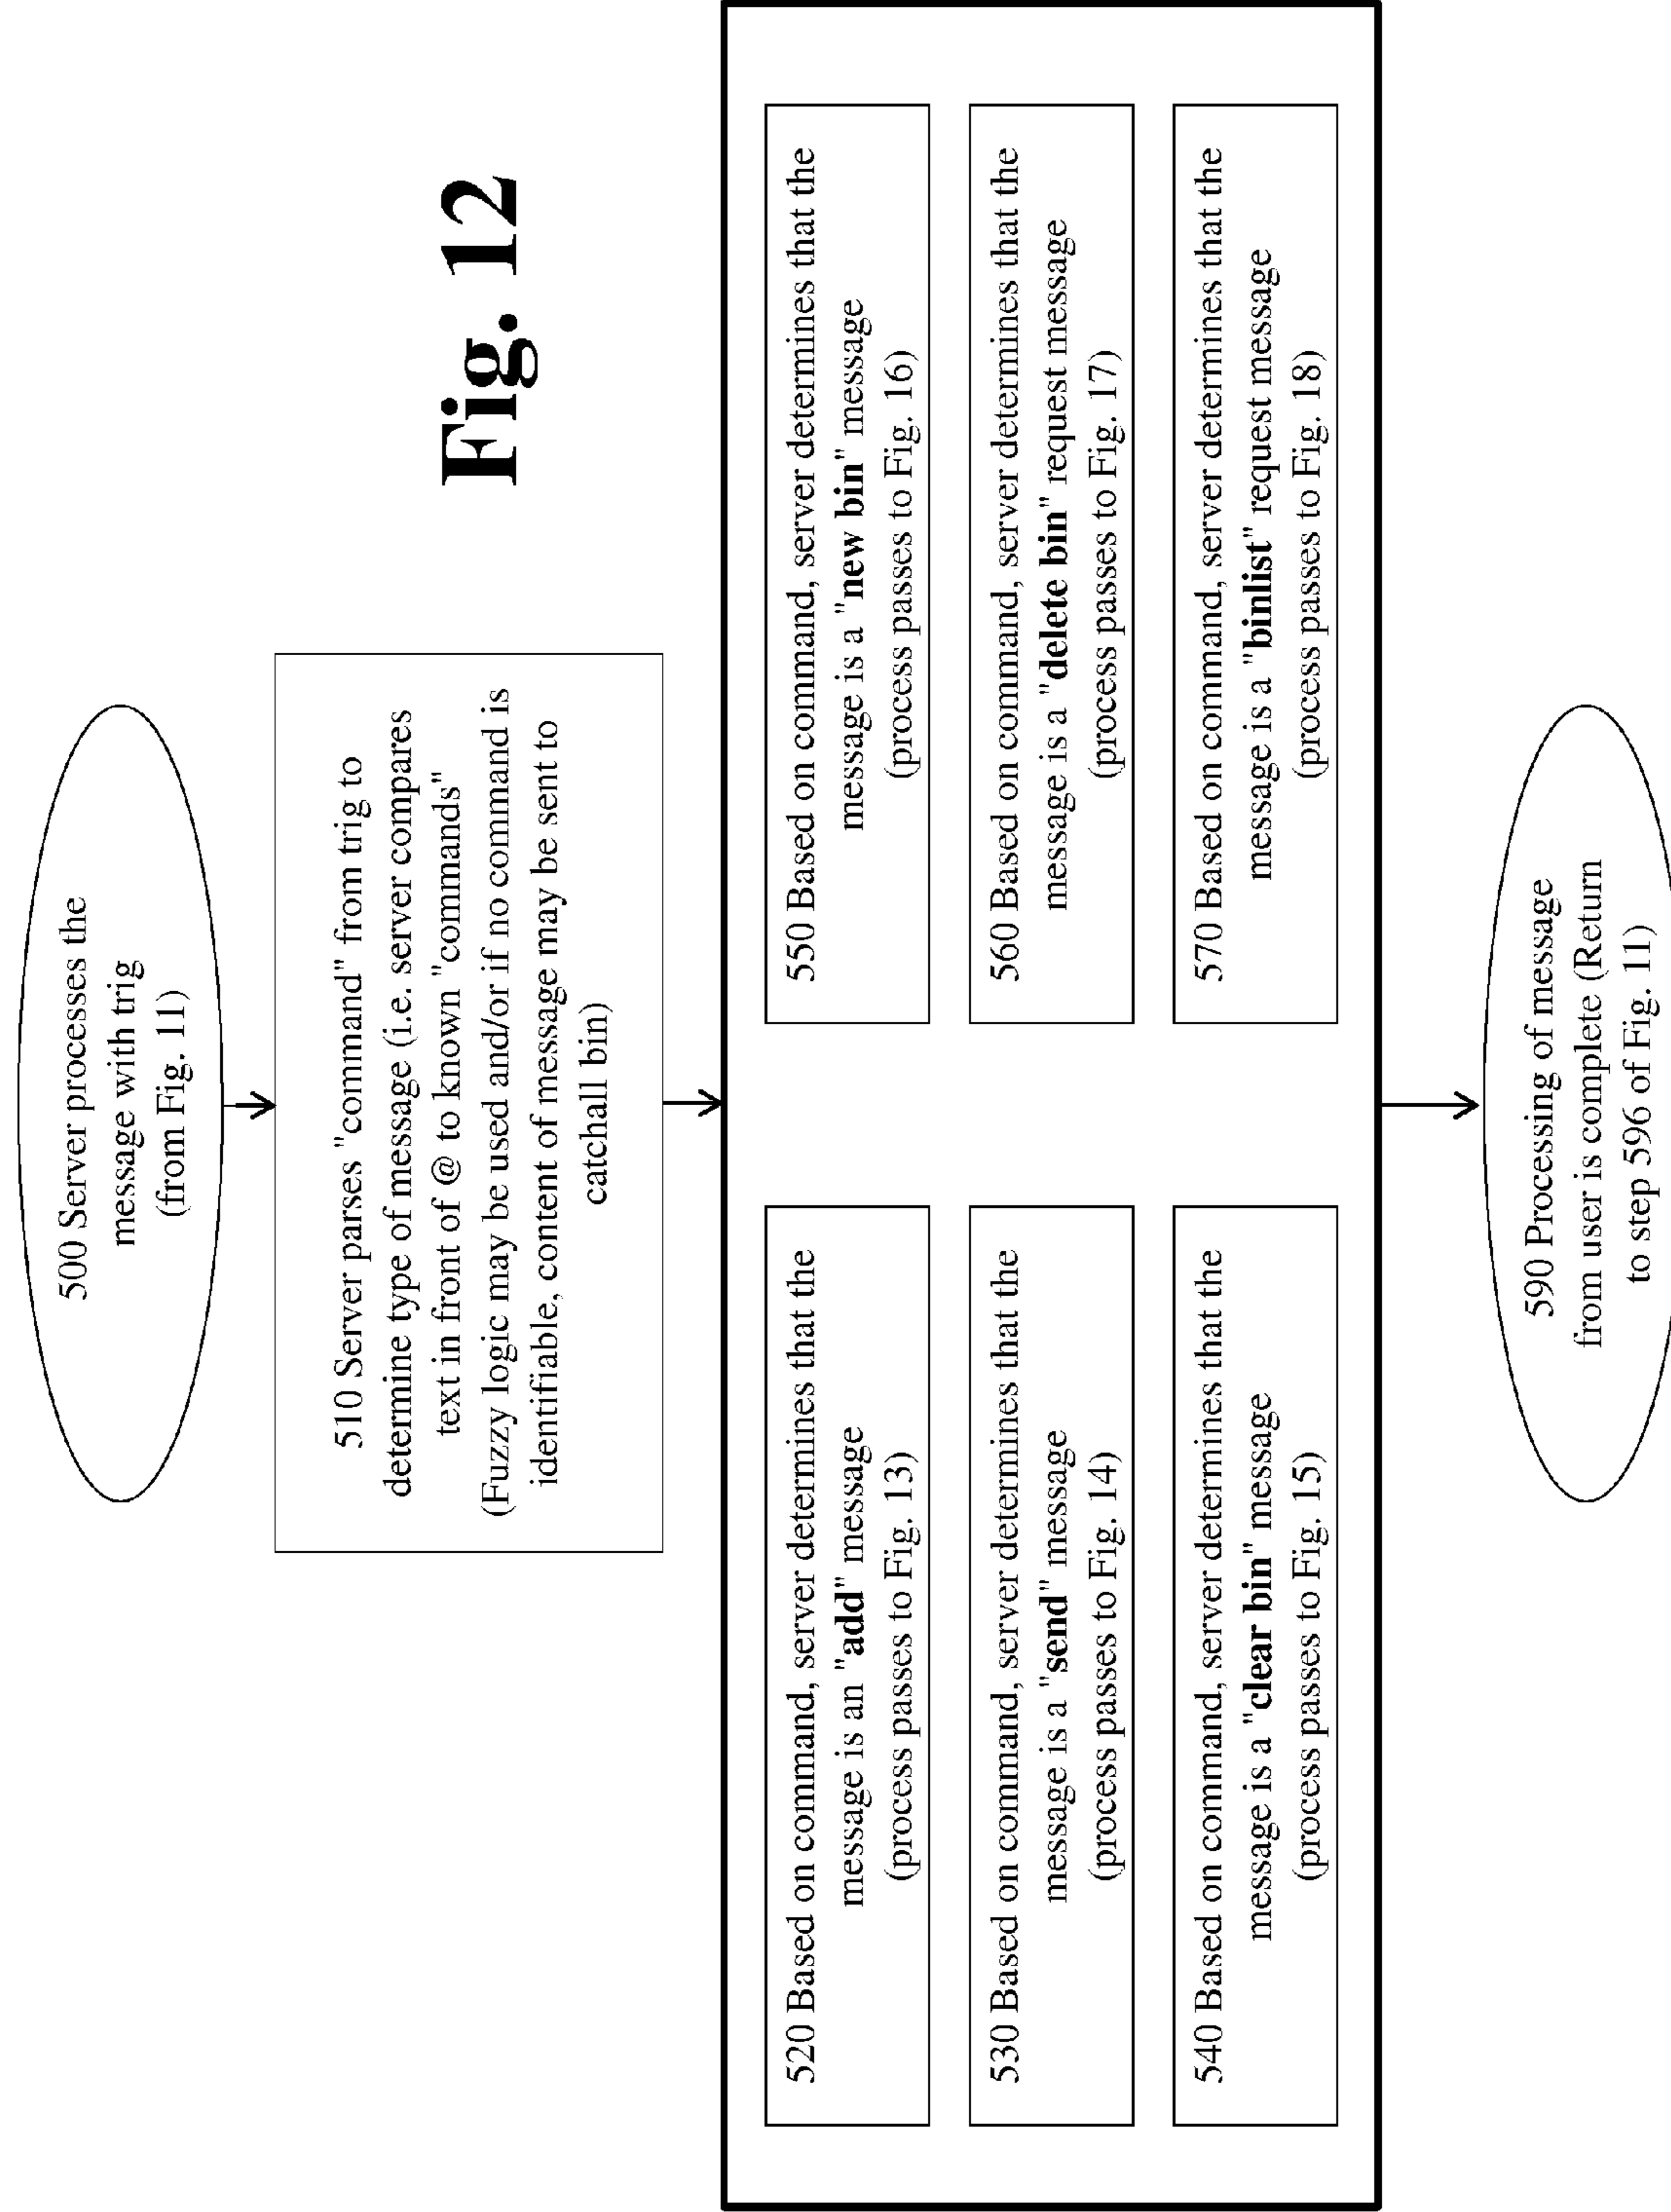 500 Server processes the
message with trig
(from Fig. 11)
Fig. 12
510 Server parses "command" from trig to
determine type of message (i.e. server compares
text in front of @ to known "commands"
(Fuzzy logic may be used and/or if no command is
identifiable, content of message may be sent to
catchall bin)
520 Based on command, server determines that the
message is an "add" message
(process passes to Fig. 13)
530 Based on command, server determines that the
message is a "send" message
(process passes to Fig. 14)
540 Based on command, server determines that the
message is a "clear bin" message
(process passes to Fig. 15)
550 Based on command, server determines that the
message is a "new bin" message
(process passes to Fig. 16)
560 Based on command, server determines that the
message is a "delete bin" request message
(process passes to Fig. 17)
570 Based on command, server determines that the
message is a "binlist" request message
(process passes to Fig. 18)
590 Processing of message
from user is complete (Return
to step 596 of Fig. 11)